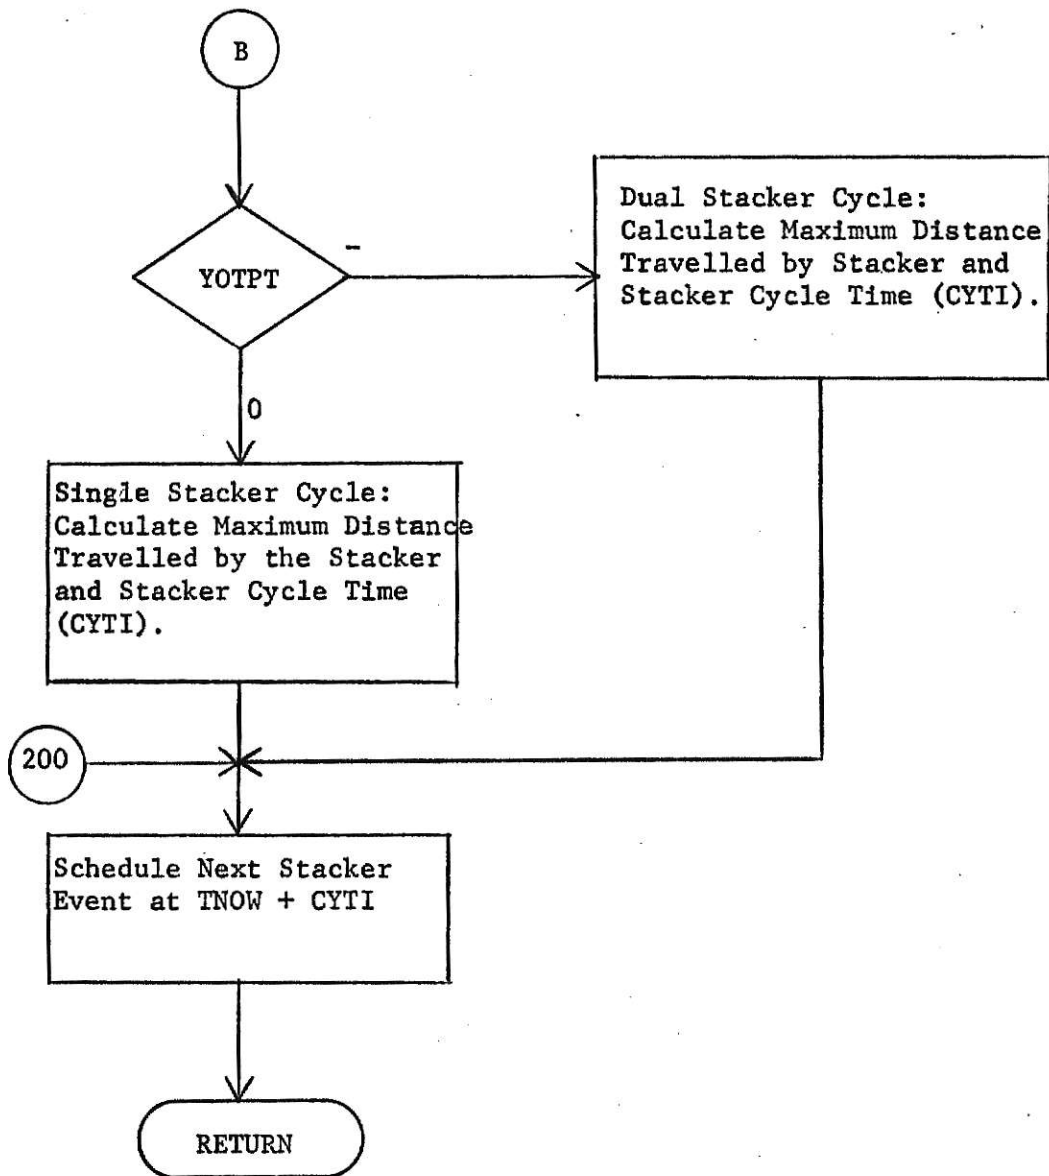 B
YOTPT
-
Dual Stacker Cycle:
Calculate Maximum Distance
Travelled by Stacker and
Stacker Cycle Time (CYTI).
0
Single Stacker Cycle:
Calculate Maximum Distance
Travelled by the Stacker
and Stacker Cycle Time
(CYTI).
200
Schedule Next Stacker
Event at TNOW + CYTI
RETURN